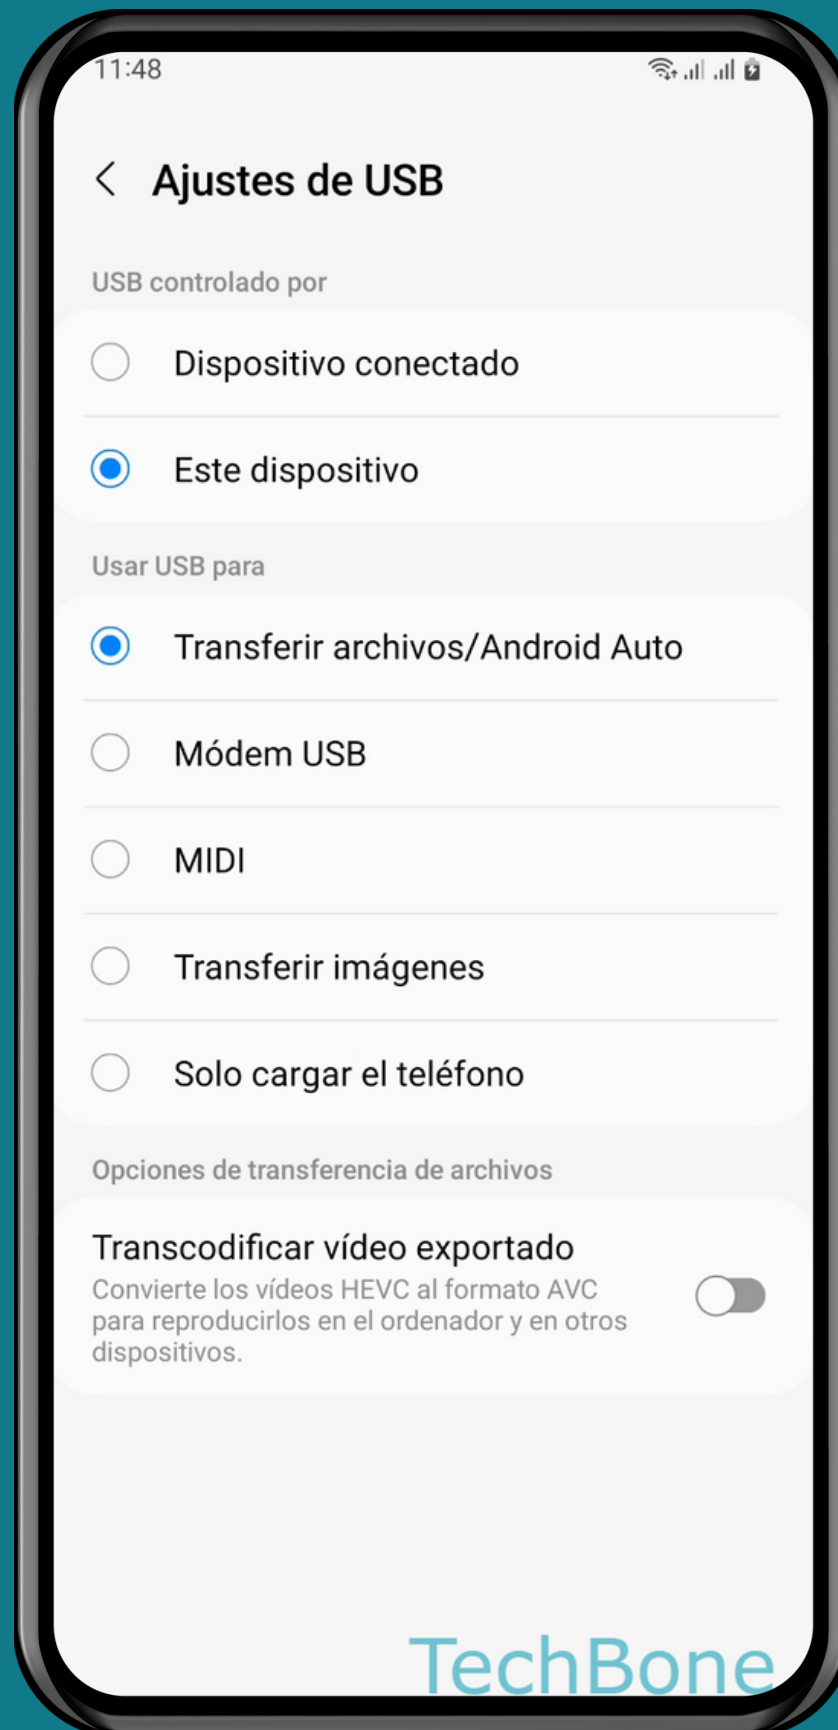 11:48
Ajustes de USB
USB controlado por
Dispositivo conectado
Este dispositivo
Usar USB para
Transferir archivos/Android Auto
Módem USB
MIDI
Transferir imágenes
Solo cargar el teléfono
Opciones de transferencia de archivos
Transcodificar vídeo exportado
Convierte los vídeos HEVC al formato AVC
para reproducirlos en el ordenador y en otros
dispositivos.
TechBone